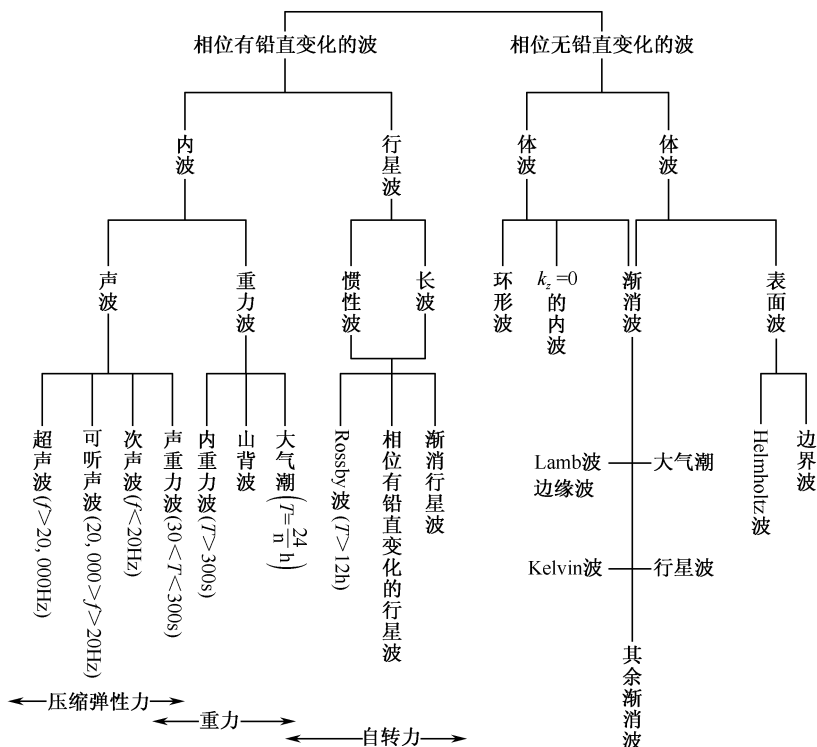 相位有铅直变化的波
相位无铅直变化的波
内波
行星波
体波
体波
声波
重力波
惯性波
长波
环形波
k_z=0的内波
渐消波
表面波
超声波(f>20,000Hz)
可听声波(20,000>f>20Hz)
次声波(f<20Hz)
声重力波(30<T<300s)
内重力波(T>300s)
山背波
大气潮(T=24/n h)
Rossby波(T>12h)
相位有铅直变化的行星波
渐消行星波
Lamb波
边缘波
大气潮
Kelvin波
行星波
其余渐消波
Helmholtz波
边界波
压缩弹性力
重力
自转力